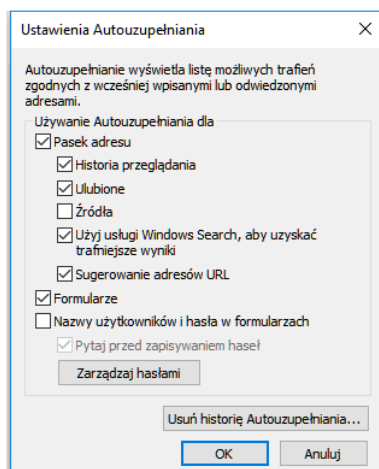 Ustawienia Autouzupełniania
Autouzupełnianie wyświetla listę możliwych trafień
zgodnych z wcześniej wpisanymi lub odwiedzonymi
adresami.
Używanie Autouzupełniania dla
Pasek adresu
Historia przeglądania
Ulubione
Źródła
Użyj usługi Windows Search, aby uzyskać
trafniejsze wyniki
Sugerowanie adresów URL
Formularze
Nazwy użytkowników i hasła w formularzach
Pytaj przed zapisywaniem haseł
Zarządzaj hasłami
Usuń historię Autouzupełniania...
OK Anuluj